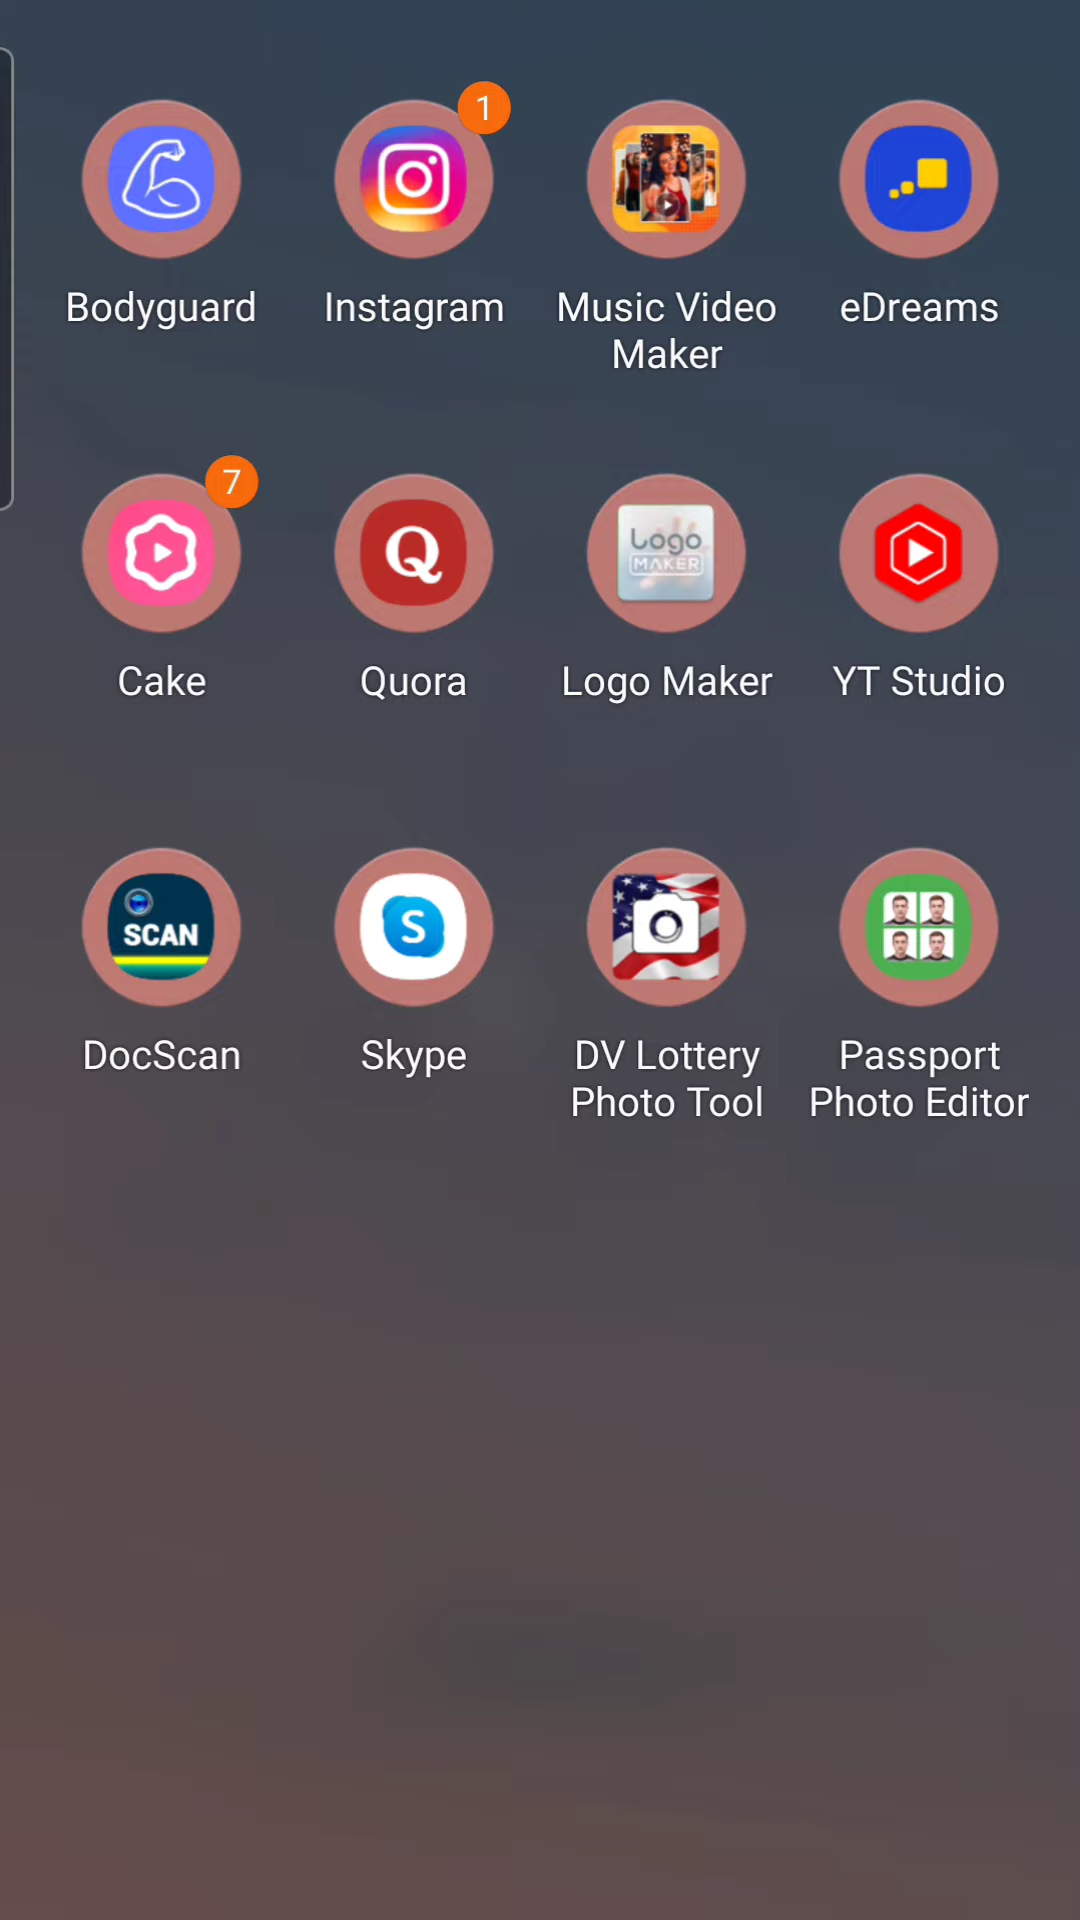 1
Bodyguard
Instagram
Music Video
Maker
eDreams
7
Q
Logo
MAKER
Cake
Quora
Logo Maker
YT Studio
SCAN
S
DocScan
Skype
DV Lottery
Photo Tool
Passport
Photo Editor